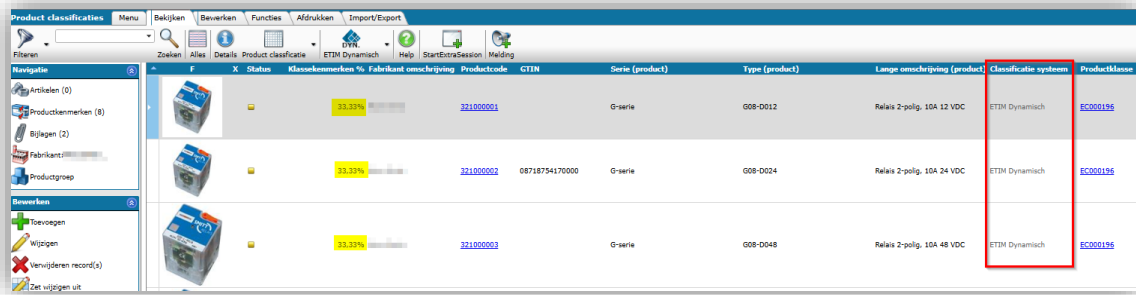 Product classificaties Menu Bekijken Bewerken Functies Afdrukken Import/Export
DYN.
Filteren Zoeken Alles Details Product classficatie ETIM Dynamisch Help StartExtraSession Melding
Navigatie F X Status Klassekenmerken % Fabrikant omschrijving Productcode GTIN Serie (product) Type (product) Lange omschrijving (product) Classificatie systeem Productklasse
Artikelen (0)
Productkenmerken (8)
Bijlagen (2)
Fabrikant:
Productgroep
33.33% 321000001 G-serie G08-D012 Relais 2-polig, 10A 12 VDC ETIM Dynamisch EC000196
33,33% 321000002 08718754170000 G-serie G08-D024 Relais 2-polig, 10A 24 VDC ETIM Dynamisch EC000196
Bewerken
Toevoegen
Wijzigen
Verwijderen record(s)
Zet wijzigen uit
33,33% 321000003 G-serie G08-D048 Relais 2-polig, 10A 48 VDC ETIM Dynamisch EC000196